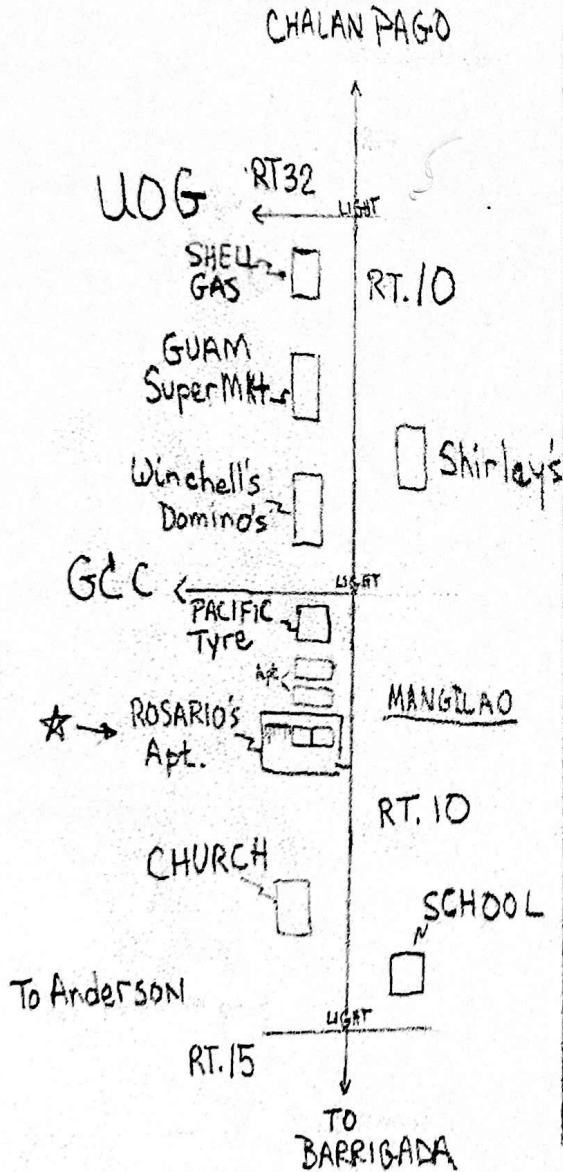 CHALAN PAGO
UOG
RT32
LIGHT
SHELL
GAS
RT.10
GUAM
SuperMKt
Shirley's
Winchell's
Domino's
GCC
LIGHT
PACIFIC
Tyre
Apt.
MANGILAO
ROSARIO's
Apt.
RT. 10
CHURCH
SCHOOL
To Anderson
LIGHT
RT.15
TO
BARRIGADA